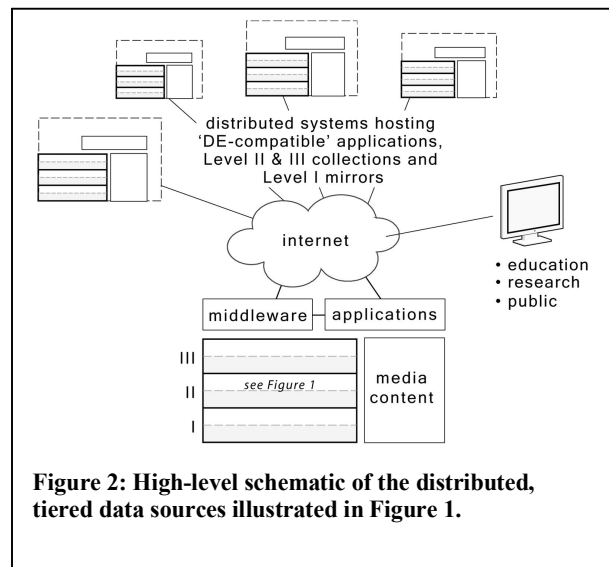 distributed systems hosting
‘DE-compatible’ applications,
Level II & III collections and
Level I mirrors
internet
• education
• research
• public
middleware
applications
III
see Figure 1
II
I
media
content
Figure 2: High-level schematic of the distributed,
tiered data sources illustrated in Figure 1.